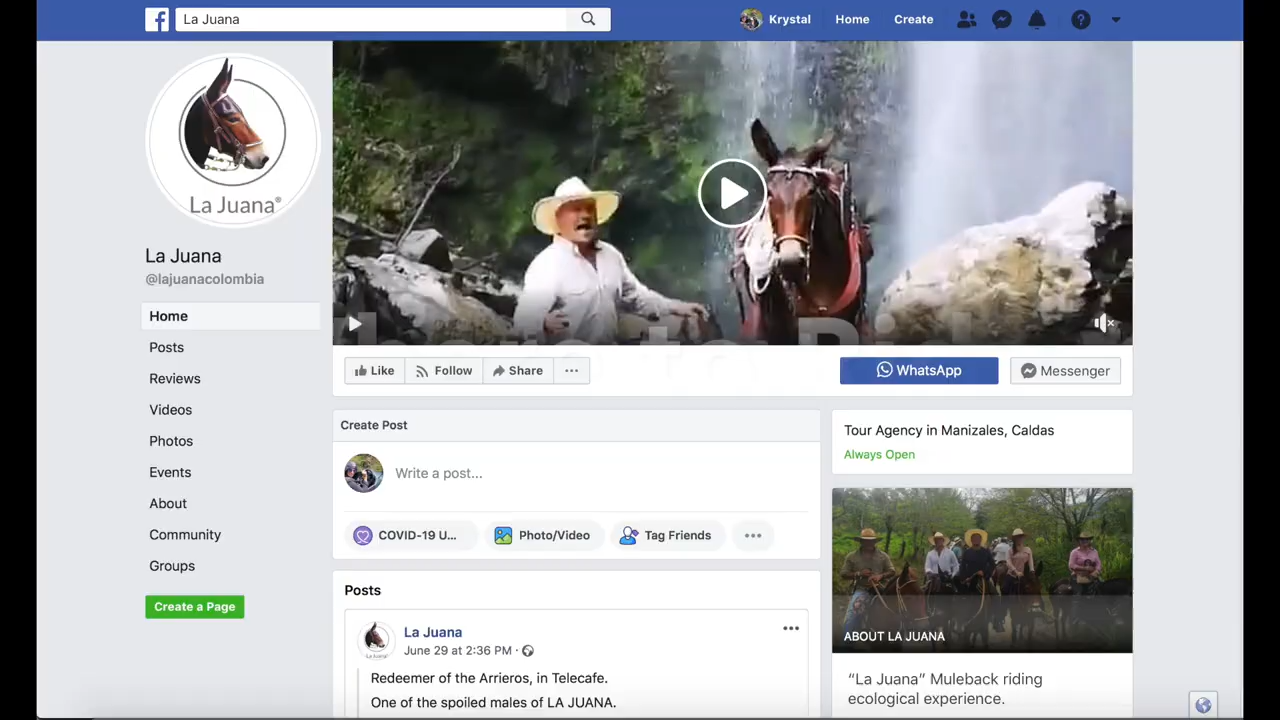 La Juana
Krystal
Home
Create
La Juana®
La Juana
@lajuanacolombia
Home
Posts
Reviews
Videos
Photos
Events
About
Community
Groups
Create a Page
Like
Follow
Share
WhatsApp
Messenger
Create Post
Write a post...
COVID-19 U...
Photo/Video
Tag Friends
Posts
La Juana
June 29 at 2:36 PM ·
Redeemer of the Arrieros, in Telecafe.
One of the spoiled males of LA JUANA.
Tour Agency in Manizales, Caldas
Always Open
ABOUT LA JUANA
“La Juana” Muleback riding
ecological experience.